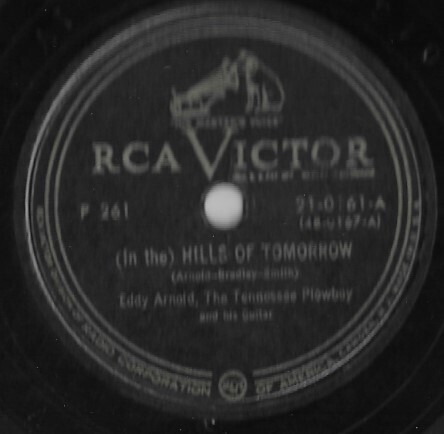 "HIS MASTER'S VOICE"
RCA VICTOR
P 261
21-0161-A
(48-0167-A)
(In the) HILLS OF TOMORROW
(Arnold-Bradley-Smith)
Eddy Arnold, The Tennessee Plowboy
and his Guitar
RADIO CORPORATION
RCA
OF AMERICA